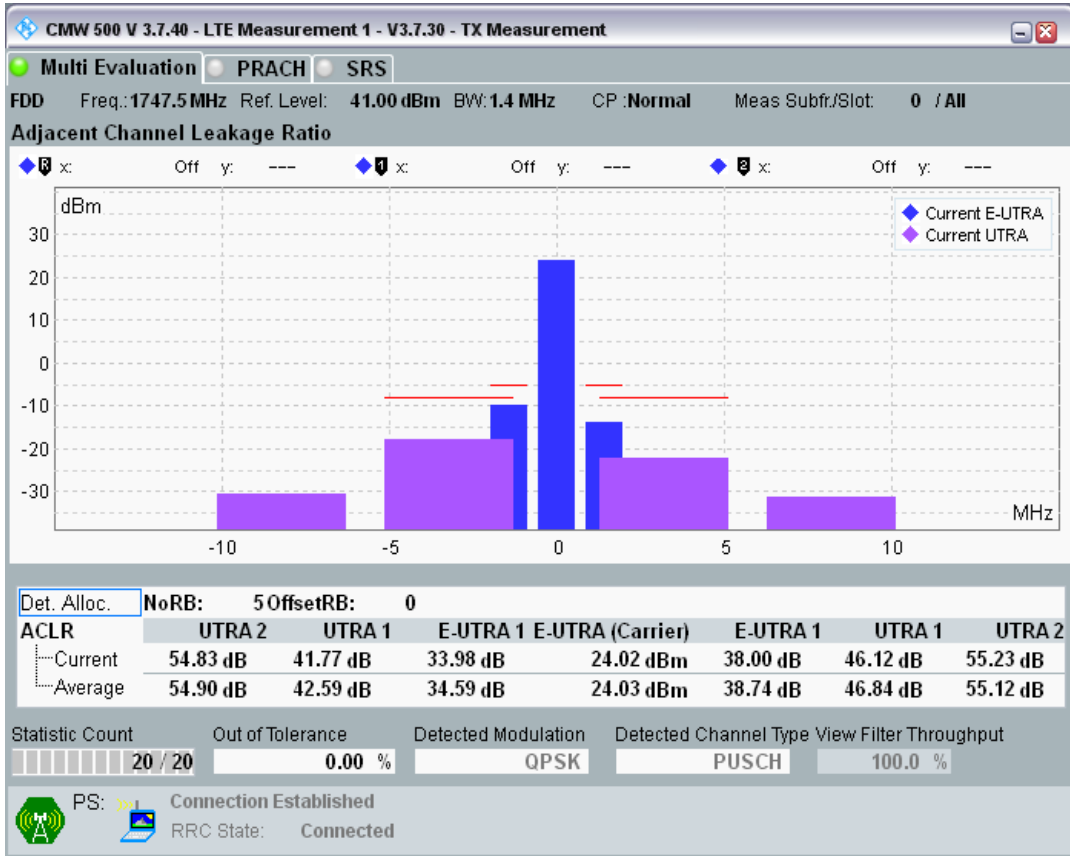 CMW 500 V 3.7.40 - LTE Measurement 1 - V3.7.30 - TX Measurement
Multi Evaluation PRACH SRS
FDD Freq.:1747.5 MHz Ref. Level: 41.00 dBm BW: 1.4 MHz CP :Normal Meas Subfr./Slot: 0 / All
Adjacent Channel Leakage Ratio
R x: Off y: --- 1 x: Off y: --- 2 x: Off y: ---
dBm
Current E-UTRA
Current UTRA
30
20
10
0
-10
-20
-30
MHz
-10 -5 0 5 10
Det. Alloc. NoRB: 5 OffsetRB: 0
ACLR UTRA 2 UTRA 1 E-UTRA 1 E-UTRA (Carrier) E-UTRA 1 UTRA 1 UTRA 2
Current 54.83 dB 41.77 dB 33.98 dB 24.02 dBm 38.00 dB 46.12 dB 55.23 dB
Average 54.90 dB 42.59 dB 34.59 dB 24.03 dBm 38.74 dB 46.84 dB 55.12 dB
Statistic Count Out of Tolerance Detected Modulation Detected Channel Type View Filter Throughput
20 / 20 0.00 % QPSK PUSCH 100.0 %
PS: Connection Established
RRC State: Connected